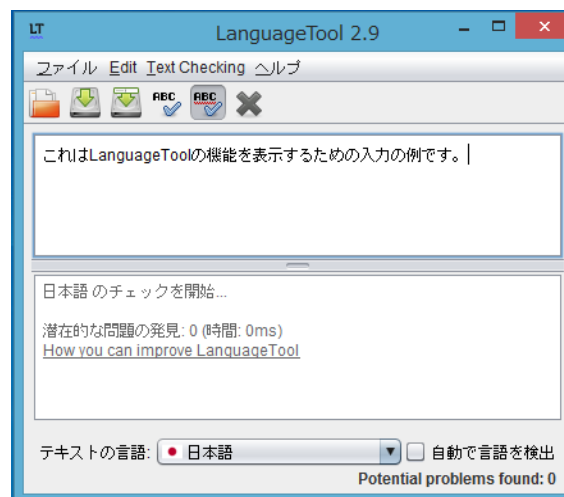 LT LanguageTool 2.9
ファイル Edit Text Checking ヘルプ
ABC ABC
これはLanguageToolの機能を表示するための入力の例です。
日本語 のチェックを開始...
潜在的な問題の発見: 0 (時間: 0ms)
How you can improve LanguageTool
テキストの言語: 日本語 自動で言語を検出
Potential problems found: 0